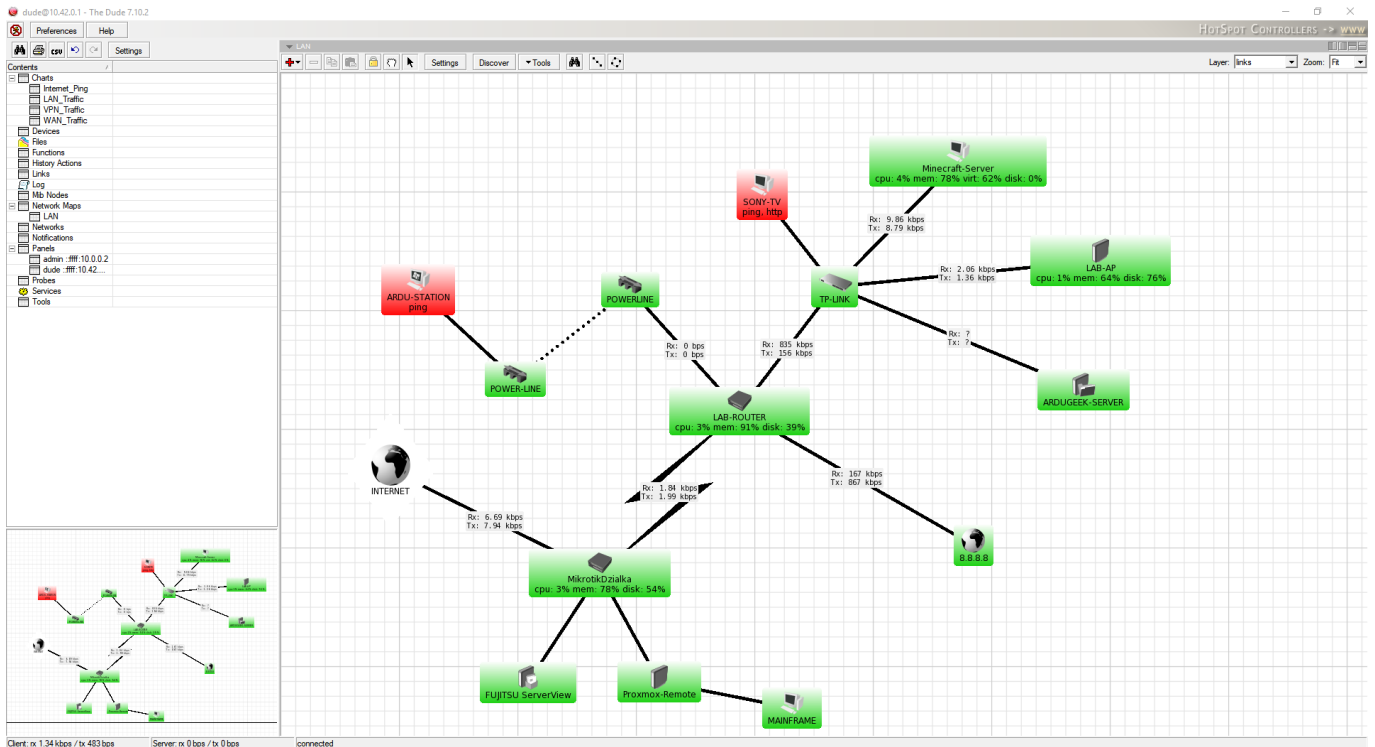 dude@10.42.0.1 - The Dude 7.10.2
Preferences Help
HotSpot Controllers -> www
csv Settings
LAN
Settings Discover Tools Layer: links Zoom: Fit
Contents
Charts
Internet_Ping
LAN_Traffic
VPN_Traffic
WAN_Traffic
Devices
Files
Functions
History Actions
Links
Log
Mib Nodes
Network Maps
LAN
Networks
Notifications
Panels
admin ::ffff:10.0.0.2
dude ::ffff:10.42....
Probes
Services
Tools
Minecraft-Server
cpu: 4% mem: 78% virt: 62% disk: 0%
SONY-TV
ping, http
Rx: 9.86 kbps
Tx: 8.79 kbps
LAB-AP
cpu: 1% mem: 64% disk: 76%
Rx: 2.06 kbps
Tx: 1.36 kbps
ARDU-STATION
ping
POWERLINE
TP-LINK
Rx: ?
Tx: ?
Rx: 0 bps
Tx: 0 bps
Rx: 835 kbps
Tx: 156 kbps
POWER-LINE
ARDUGEEK-SERVER
LAB-ROUTER
cpu: 3% mem: 91% disk: 39%
INTERNET
Rx: 1.84 kbps
Tx: 1.99 kbps
Rx: 167 kbps
Tx: 867 kbps
Rx: 6.69 kbps
Tx: 7.94 kbps
8.8.8.8
MikrotikDzialka
cpu: 3% mem: 78% disk: 54%
FUJITSU ServerView
Proxmox-Remote
MAINFRAME
Client: rx 1.34 kbps / tx 483 bps Server: rx 0 bps / tx 0 bps connected